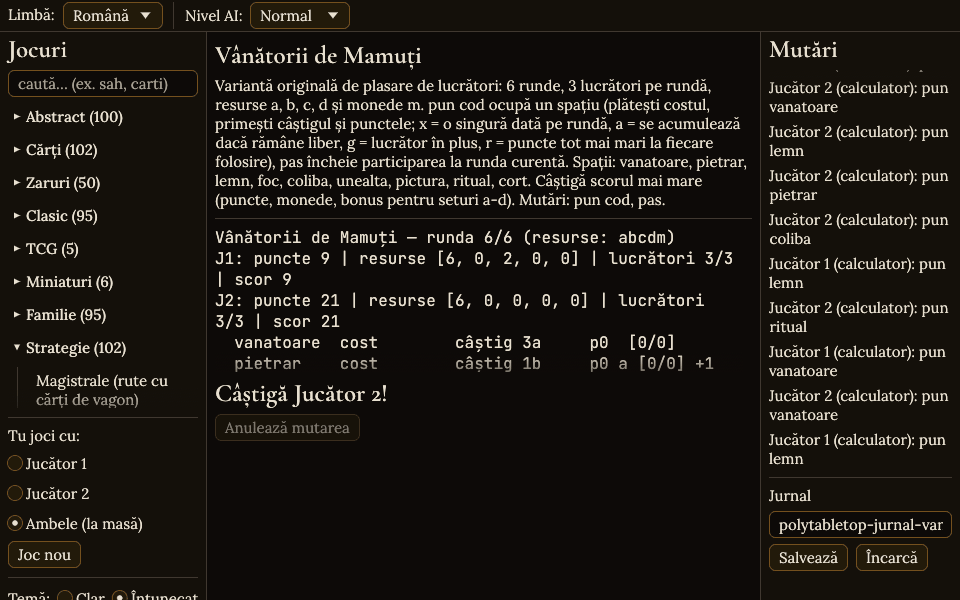 Limbă:
Română ▼
Nivel AI:
Normal ▼
Jocuri
caută... (ex. sah, carti)
▸ Abstract (100)
▸ Cărți (102)
▸ Zaruri (50)
▸ Clasic (95)
▸ TCG (5)
▸ Miniaturi (6)
▸ Familie (95)
▾ Strategie (102)
Magistrale (rute cu
cărți de vagon)
Tu joci cu:
Jucător 1
Jucător 2
Ambele (la masă)
Joc nou
Temă: Clar Întunecat
Vânătorii de Mamuți
Variantă originală de plasare de lucrători: 6 runde, 3 lucrători pe rundă,
resurse a, b, c, d și monede m. pun cod ocupă un spațiu (plătești costul,
primești câștigul și punctele; x = o singură dată pe rundă, a = se acumulează
dacă rămâne liber, g = lucrător în plus, r = puncte tot mai mari la fiecare
folosire), pas încheie participarea la runda curentă. Spații: vanatoare, pietrar,
lemn, foc, coliba, unealta, pictura, ritual, cort. Câștigă scorul mai mare
(puncte, monede, bonus pentru seturi a-d). Mutări: pun cod, pas.
Vânătorii de Mamuți — runda 6/6 (resurse: abcdm)
J1: puncte 9 | resurse [6, 0, 2, 0, 0] | lucrători 3/3
| scor 9
J2: puncte 21 | resurse [6, 0, 0, 0, 0] | lucrători
3/3 | scor 21
vanatoare cost câștig 3a p0 [0/0]
pietrar cost câștig 1b p0 a [0/0] +1
Câștigă Jucător 2!
Anulează mutarea
Mutări
Jucător 2 (calculator): pun
vanatoare
Jucător 2 (calculator): pun
lemn
Jucător 2 (calculator): pun
pietrar
Jucător 2 (calculator): pun
coliba
Jucător 1 (calculator): pun
lemn
Jucător 2 (calculator): pun
ritual
Jucător 1 (calculator): pun
vanatoare
Jucător 2 (calculator): pun
vanatoare
Jucător 1 (calculator): pun
lemn
Jurnal
polytabletop-jurnal-var
Salvează
Încarcă